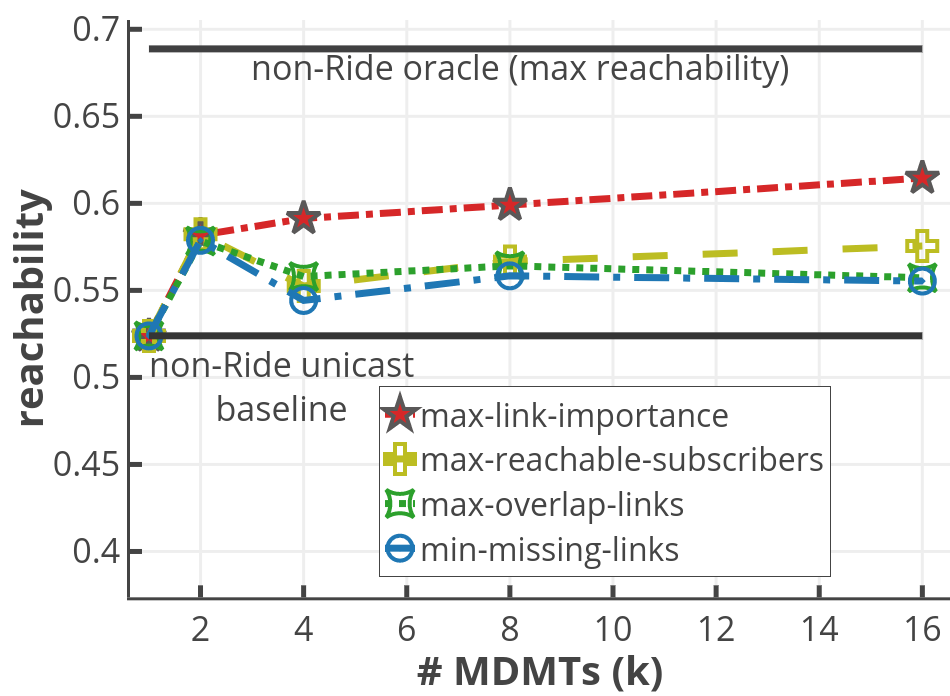 0.7
non-Ride oracle (max reachability)
0.65
0.6
0.55
0.5
0.45
0.4
reachability
non-Ride unicast
baseline
max-link-importance
max-reachable-subscribers
max-overlap-links
min-missing-links
2 4 6 8 10 12 14 16
# MDMTs (k)